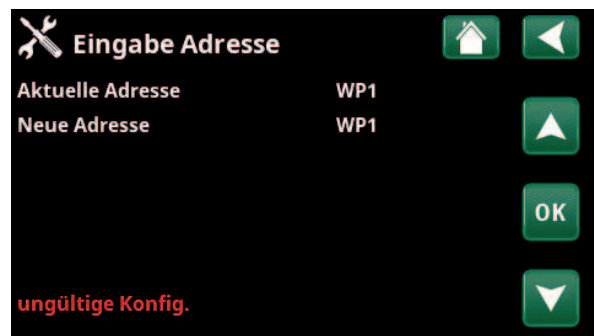 Eingabe Adresse
Aktuelle Adresse WP1
Neue Adresse WP1
OK
ungültige Konfig.